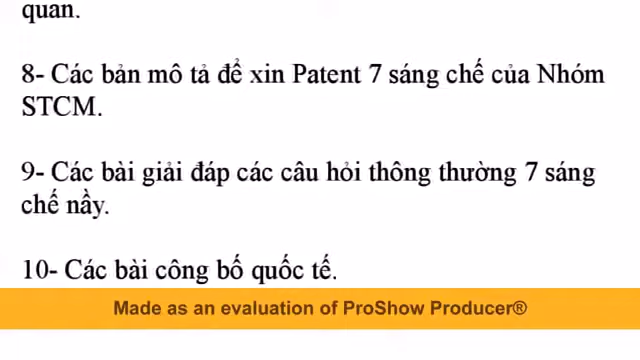 quan.
8- Các bản mô tả để xin Patent 7 sáng chế của Nhóm
STCM.
9- Các bài giải đáp các câu hỏi thông thường 7 sáng
chế nầy.
10- Các bài công bố quốc tế.
Made as an evaluation of ProShow Producer®